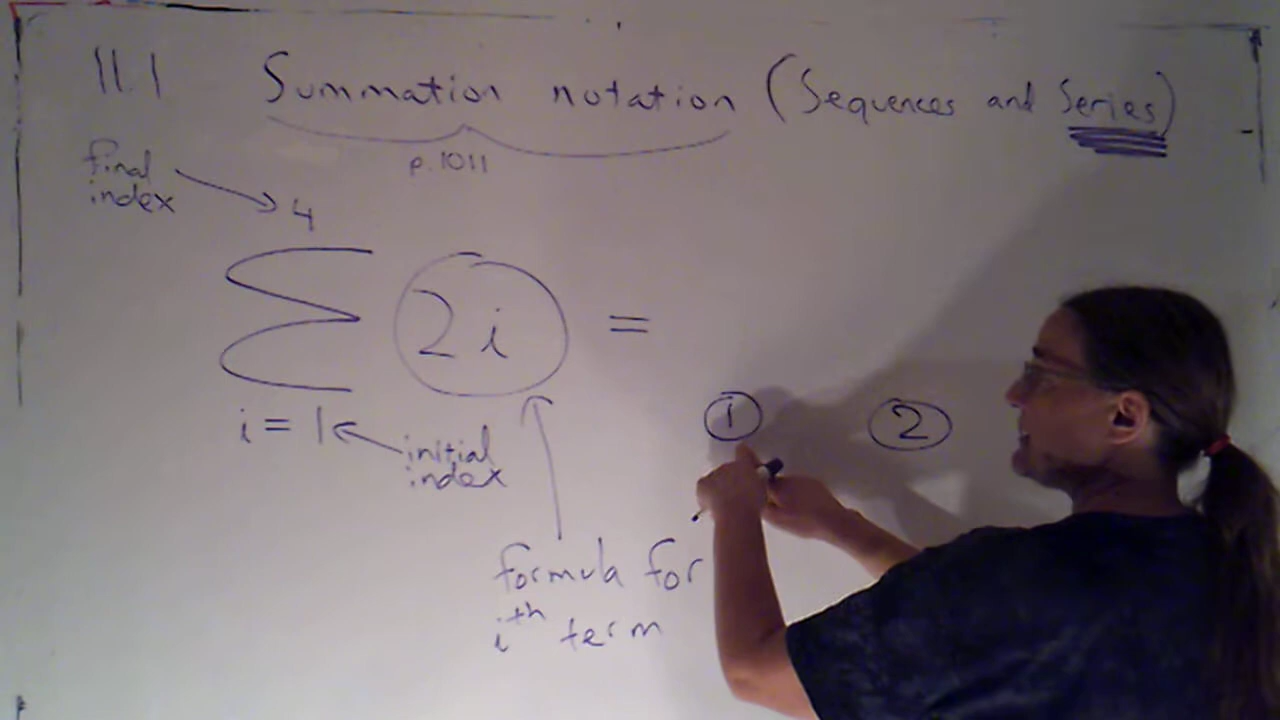 11.1 Summation notation (Sequences and Series)
p.1011
final
index
4
Σ 2i =
i = 1
initial
index
① ②
formula for
iᵗʰ term